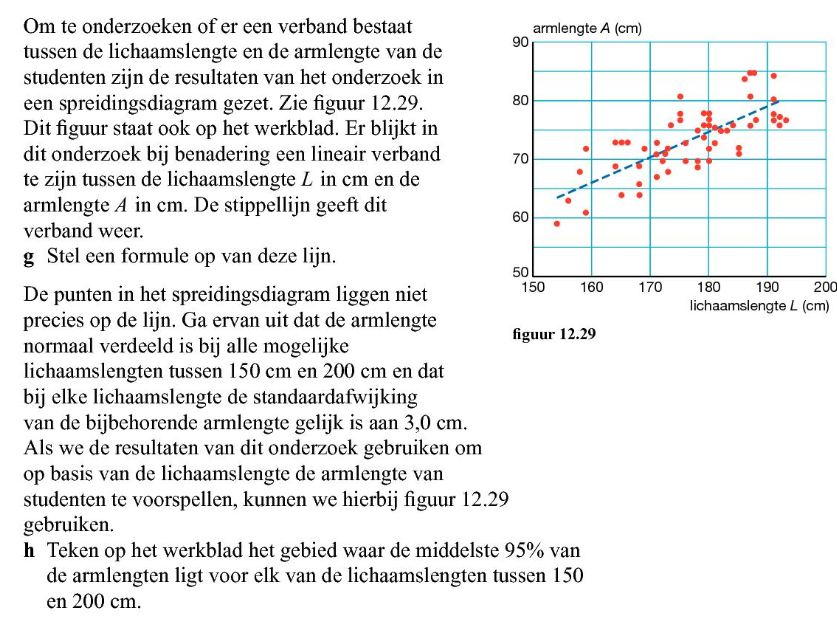 Om te onderzoeken of er een verband bestaat
tussen de lichaamslengte en de armlengte van de
studenten zijn de resultaten van het onderzoek in
een spreidingsdiagram gezet. Zie figuur 12.29.
Dit figuur staat ook op het werkblad. Er blijkt in
dit onderzoek bij benadering een lineair verband
te zijn tussen de lichaamslengte L in cm en de
armlengte A in cm. De stippellijn geeft dit
verband weer.
g Stel een formule op van deze lijn.
De punten in het spreidingsdiagram liggen niet
precies op de lijn. Ga ervan uit dat de armlengte
normaal verdeeld is bij alle mogelijke
lichaamslengten tussen 150 cm en 200 cm en dat
bij elke lichaamslengte de standaardafwijking
van de bijbehorende armlengte gelijk is aan 3,0 cm.
Als we de resultaten van dit onderzoek gebruiken om
op basis van de lichaamslengte de armlengte van
studenten te voorspellen, kunnen we hierbij figuur 12.29
gebruiken.
h Teken op het werkblad het gebied waar de middelste 95% van
de armlengten ligt voor elk van de lichaamslengten tussen 150
en 200 cm.
armlengte A (cm)
90
80
70
60
50
150 160 170 180 190 200
lichaamslengte L (cm)
figuur 12.29